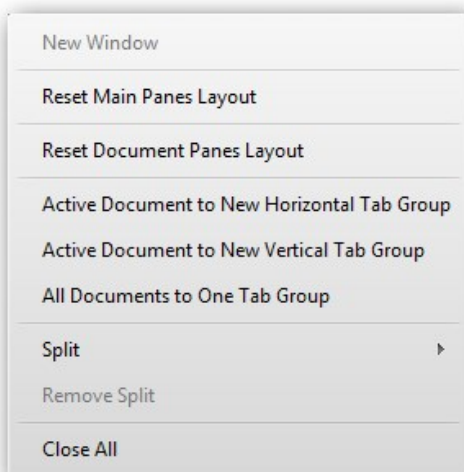 New Window
Reset Main Panes Layout
Reset Document Panes Layout
Active Document to New Horizontal Tab Group
Active Document to New Vertical Tab Group
All Documents to One Tab Group
Split
Remove Split
Close All